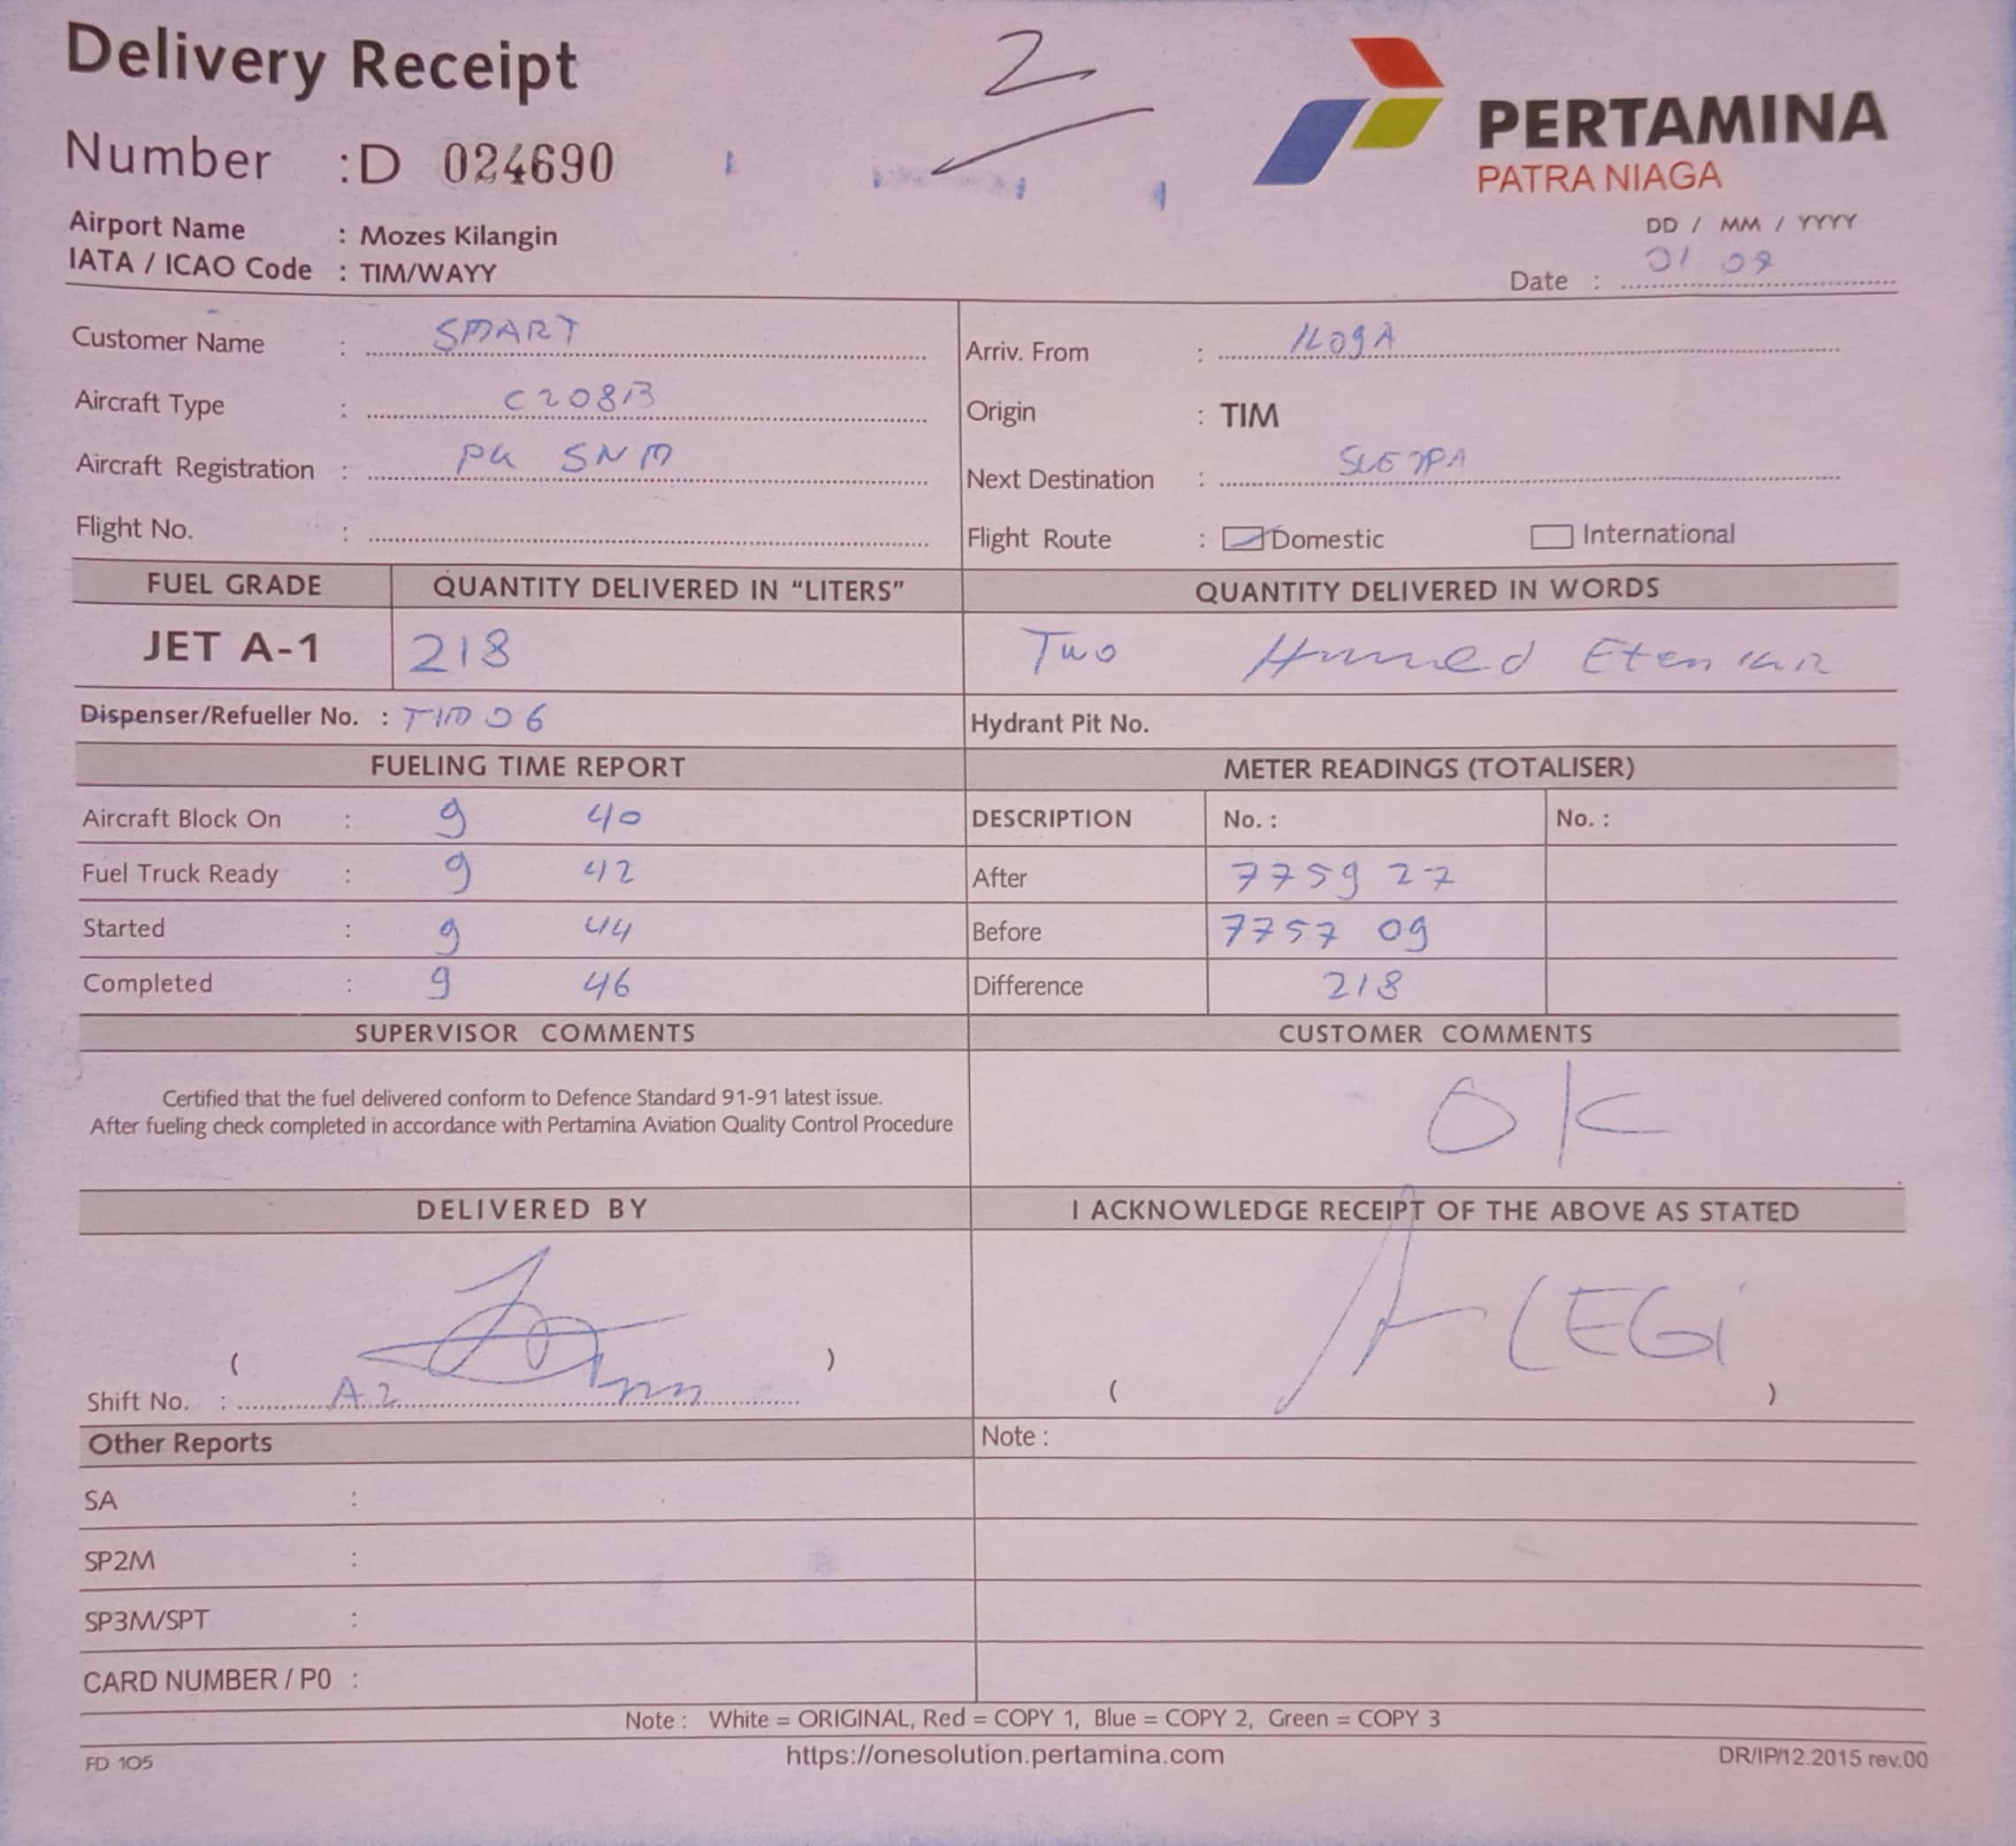 Delivery Receipt
2
PERTAMINA
PATRA NIAGA
Number : D 024690
Airport Name : Mozes Kilangin
IATA / ICAO Code : TIM/WAYY
DD / MM / YYYY
Date : 01 09
Customer Name : SMART
Arriv. From : ILOGA
Aircraft Type : C208B
Origin : TIM
Aircraft Registration : PK SNM
Next Destination :
Flight No. :
Flight Route : Domestic International
FUEL GRADE QUANTITY DELIVERED IN “LITERS” QUANTITY DELIVERED IN WORDS
JET A-1 218 Two
Dispenser/Refueller No. : TIM 06 Hydrant Pit No.
FUELING TIME REPORT METER READINGS (TOTALISER)
Aircraft Block On : 9 40 DESCRIPTION No. : No. :
Fuel Truck Ready : 9 42 After 7759 27
Started : 9 44 Before 7757 09
Completed : 9 46 Difference 218
SUPERVISOR COMMENTS CUSTOMER COMMENTS
Certified that the fuel delivered conform to Defence Standard 91-91 latest issue.
After fueling check completed in accordance with Pertamina Aviation Quality Control Procedure
OK
DELIVERED BY I ACKNOWLEDGE RECEIPT OF THE ABOVE AS STATED
( )
LEGi
Shift No. : A2 ( )
Other Reports Note :
SA :
SP2M :
SP3M/SPT :
CARD NUMBER / P0 :
Note : White = ORIGINAL, Red = COPY 1, Blue = COPY 2, Green = COPY 3
FD 105 https://onesolution.pertamina.com DR/IP/12.2015 rev.00